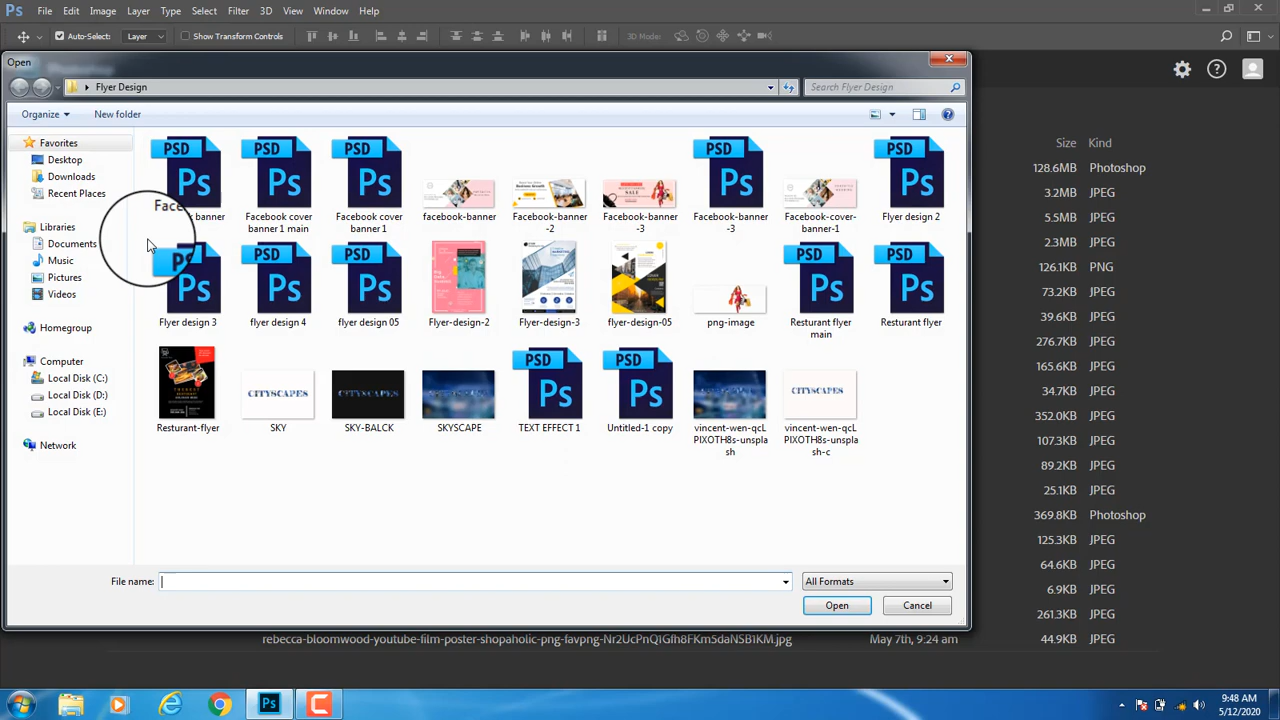 Ps File Edit Image Layer Type Select Filter 3D View Window Help
Auto-Select: Layer Show Transform Controls 3D Mode:
Open
Flyer Design Search Flyer Design
Organize New folder
Favorites
Desktop
Downloads
Recent Places
Libraries
Documents
Music
Pictures
Videos
Homegroup
Computer
Local Disk (C:)
Local Disk (D:)
Local Disk (E:)
Network
PSD Ps PSD Ps PSD Ps PSD Ps PSD Ps
banner Facebook cover Facebook cover facebook-banner Facebook-banner Facebook-banner Facebook-banner Facebook-cover- Flyer design 2
banner 1 main banner 1 -2 -3 -3 banner-1
Ps PSD Ps PSD Ps PSD Ps PSD Ps
Flyer design 3 flyer design 4 flyer design 05 Flyer-design-2 Flyer-design-3 flyer-design-05 png-image Resturant flyer Resturant flyer
main
CITYSCAPES CITYSCAPES PSD Ps PSD Ps CITYSCAPES
Resturant-flyer SKY SKY-BALCK SKYSCAPE TEXT EFFECT 1 Untitled-1 copy vincent-wen-qcL vincent-wen-qcL
PIXOTH8s-unspla PIXOTH8s-unspla
sh sh-c
File name: All Formats
Open Cancel
Size Kind
128.6MB Photoshop
3.2MB JPEG
5.5MB JPEG
2.3MB JPEG
126.1KB PNG
73.2KB JPEG
39.6KB JPEG
276.7KB JPEG
165.6KB JPEG
34.7KB JPEG
352.0KB JPEG
107.3KB JPEG
89.2KB JPEG
25.1KB JPEG
369.8KB Photoshop
125.3KB JPEG
64.6KB JPEG
6.9KB JPEG
261.3KB JPEG
rebecca-bloomwood-youtube-film-poster-shopaholic-png-favpng-Nr2UcPnQ1Gfh8FKm5daNSB1KM.jpg May 7th, 9:24 am 44.9KB JPEG
Ps C
9:48 AM
5/12/2020